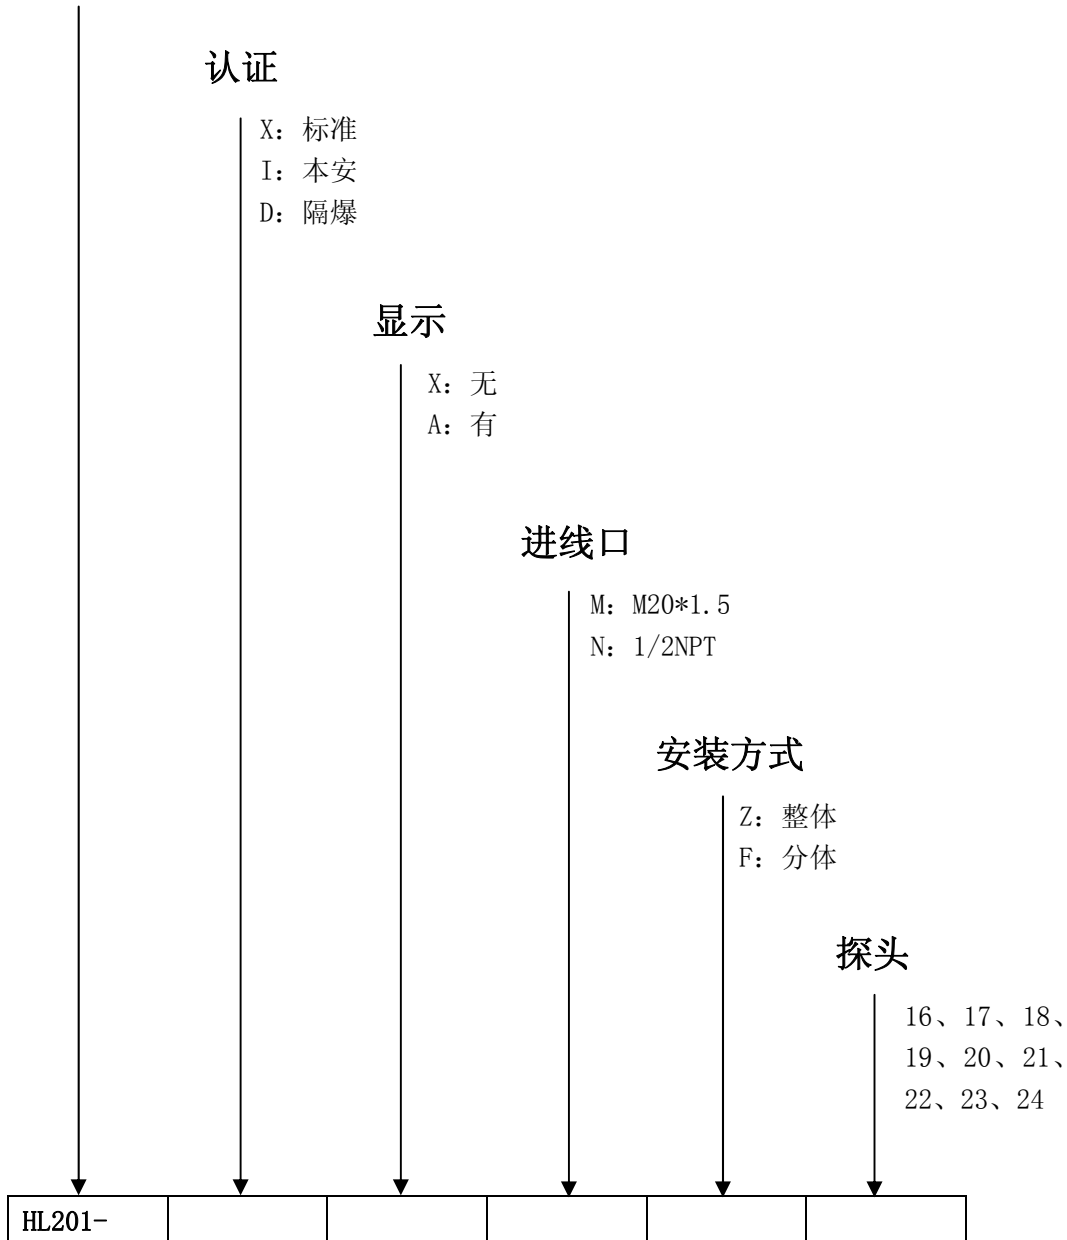 认证
X：标准
I：本安
D：隔爆
显示
X：无
A：有
进线口
M：M20*1.5
N：1/2NPT
安装方式
Z：整体
F：分体
探头
16、17、18、
19、20、21、
22、23、24
HL201-